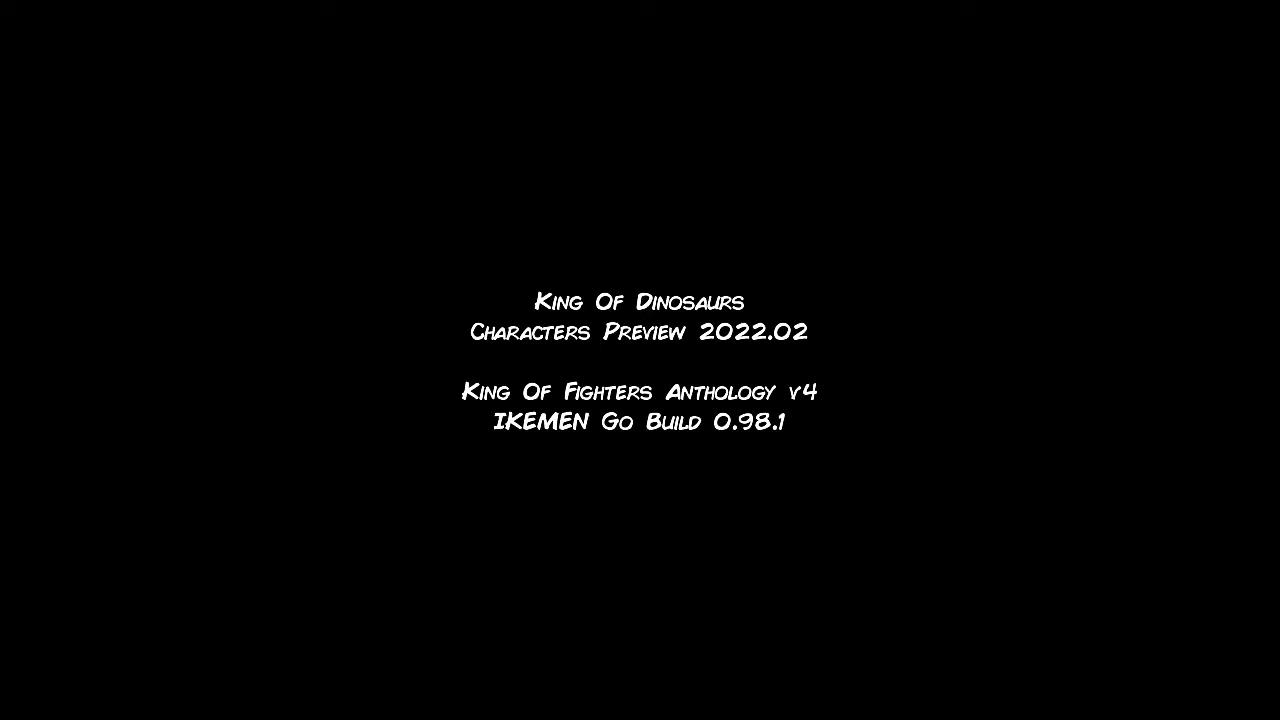 King Of Dinosaurs
Characters Preview 2022.02
King Of Fighters Anthology v4
IKEMEN Go Build 0.98.1